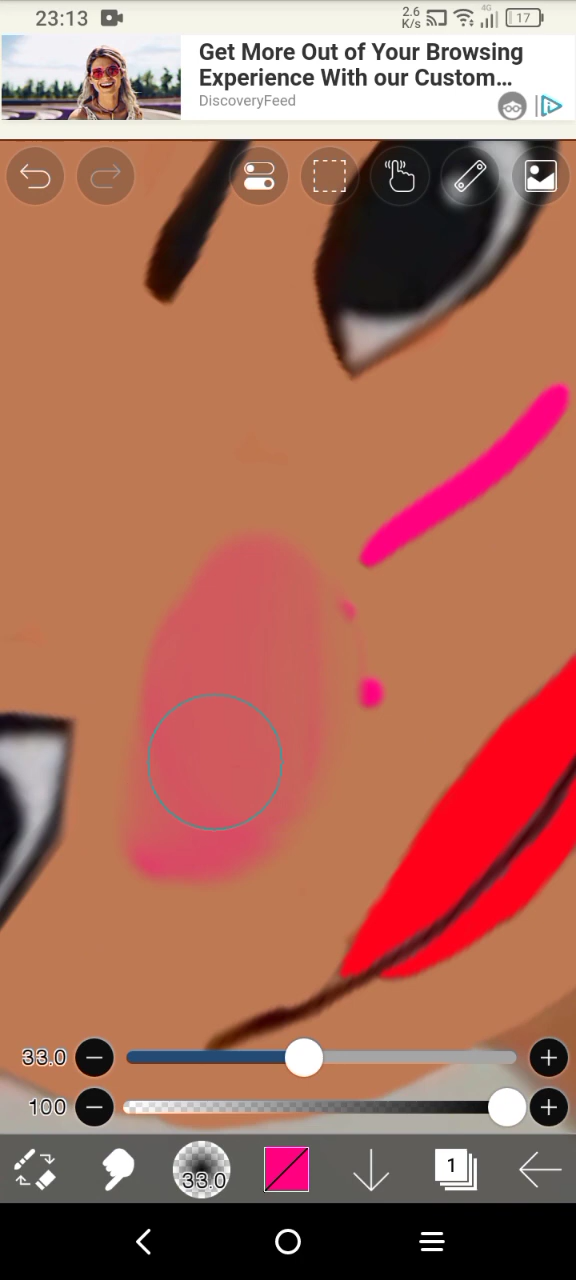 23:13
2.6
K/s
4G
17
Get More Out of Your Browsing
Experience With our Custom...
DiscoveryFeed
33.0
100
33.0
1